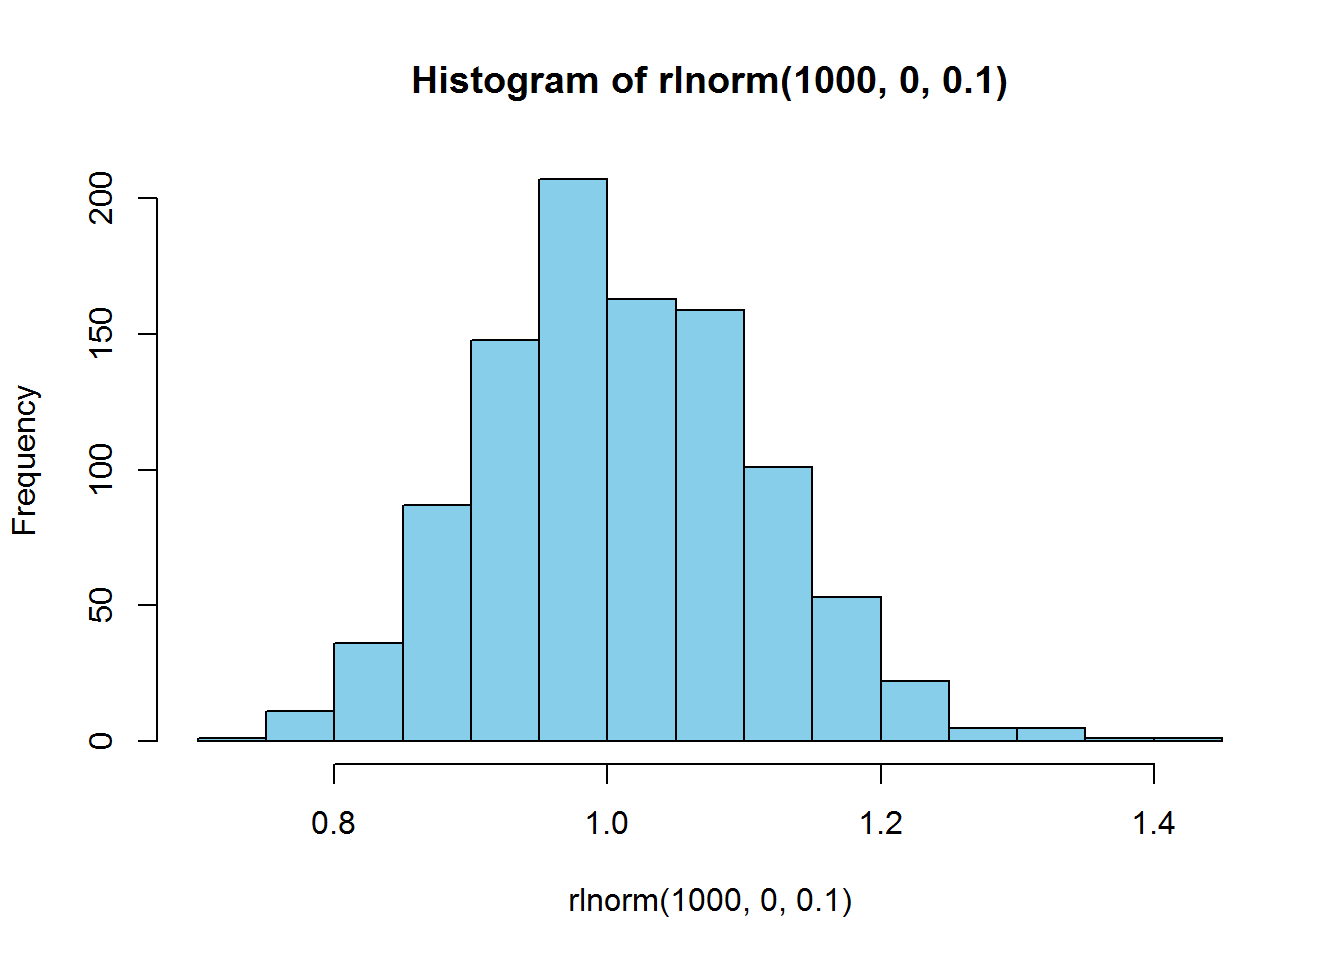 Histogram of rlnorm(1000, 0, 0.1)
Frequency
200
150
100
50
0
0.8 1.0 1.2 1.4
rlnorm(1000, 0, 0.1)